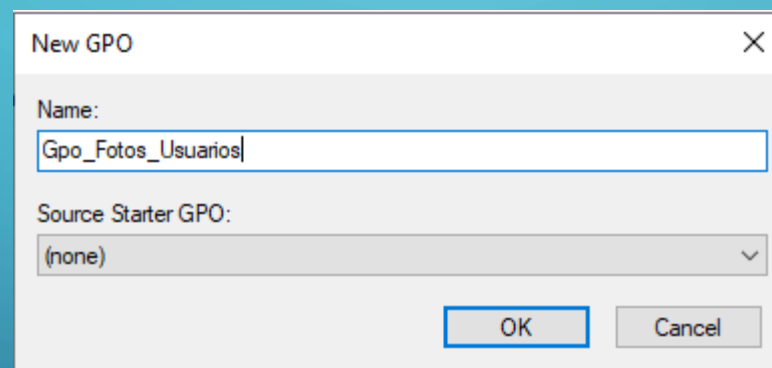 New GPO
Name:
Gpo_Fotos_Usuarios
Source Starter GPO:
(none)
OK Cancel